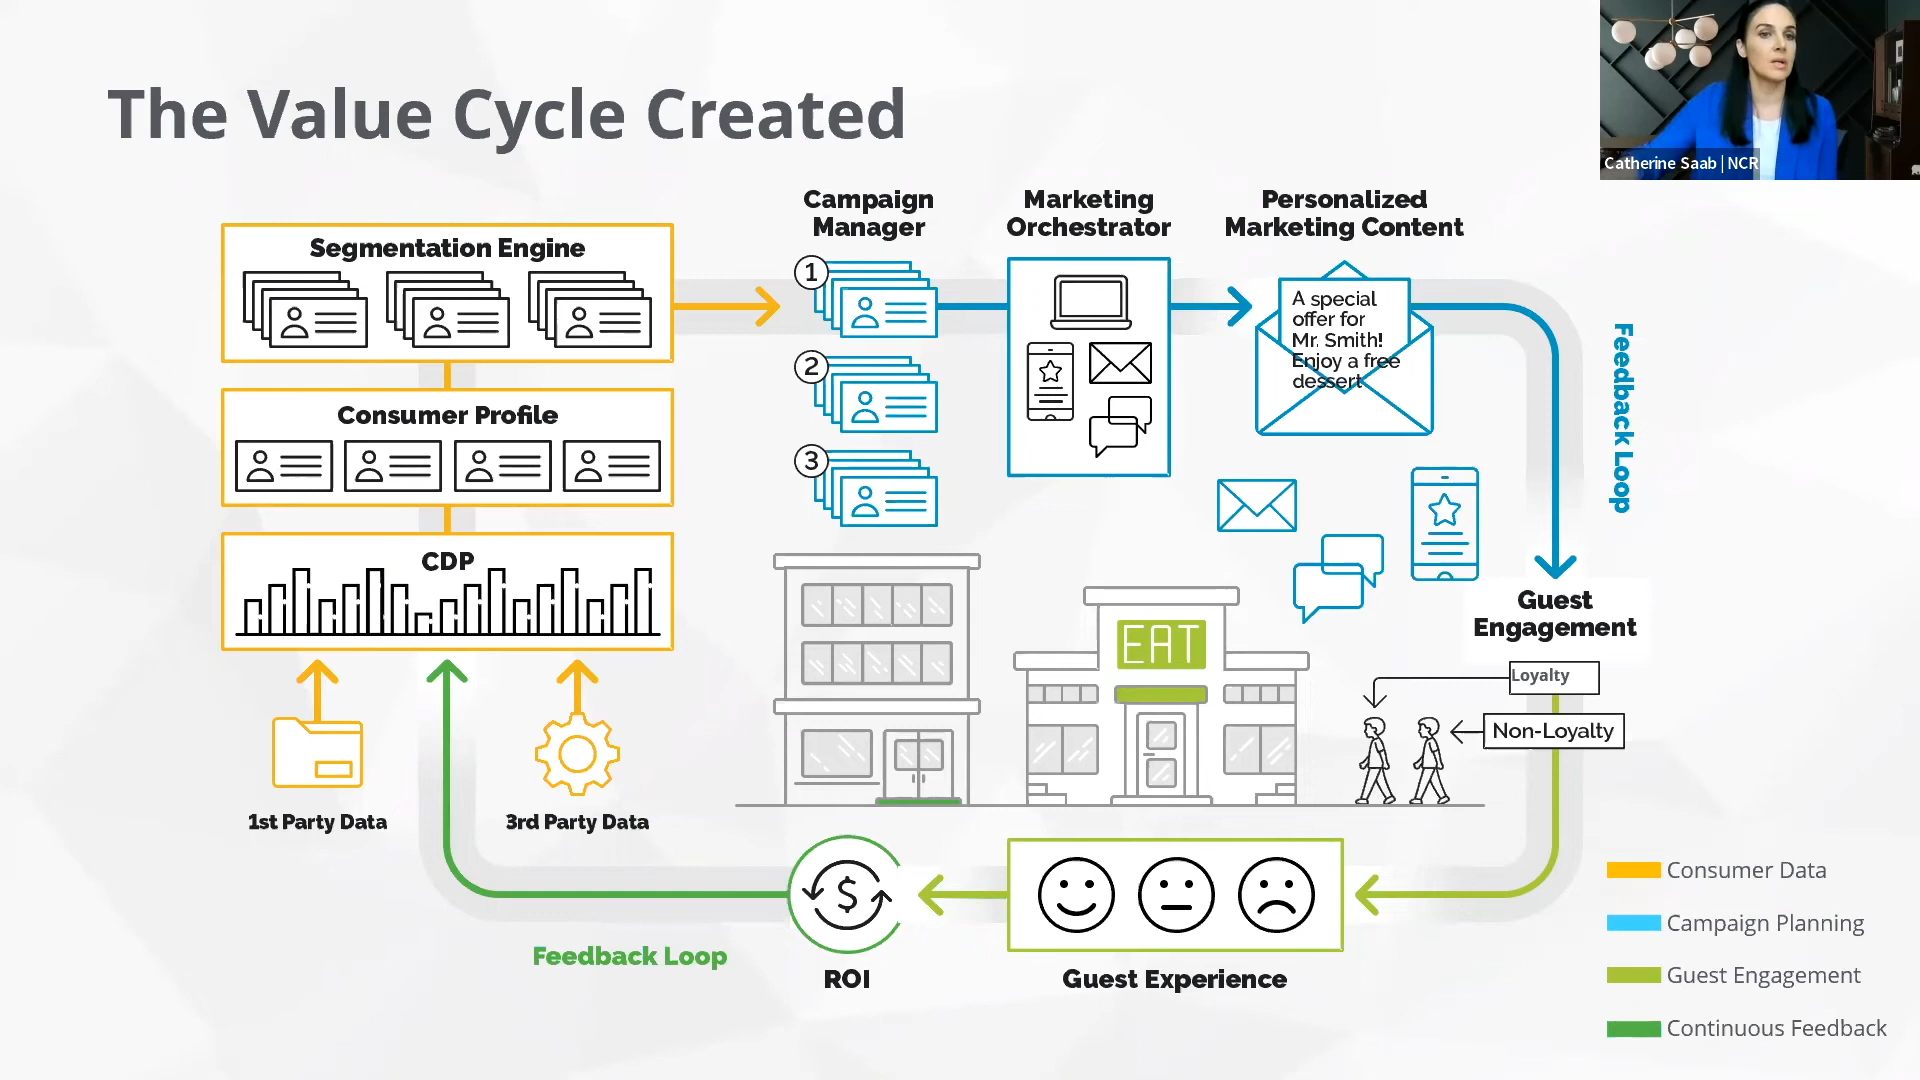 The Value Cycle Created
Catherine Saab | NCR
Segmentation Engine
Consumer Profile
CDP
1st Party Data
3rd Party Data
Campaign
Manager
1
2
3
Marketing
Orchestrator
Personalized
Marketing Content
A special
offer for
Mr. Smith!
Enjoy a free
dessert
Feedback Loop
Guest
Engagement
Loyalty
Non-Loyalty
EAT
$
Feedback Loop
ROI
Guest Experience
Consumer Data
Campaign Planning
Guest Engagement
Continuous Feedback